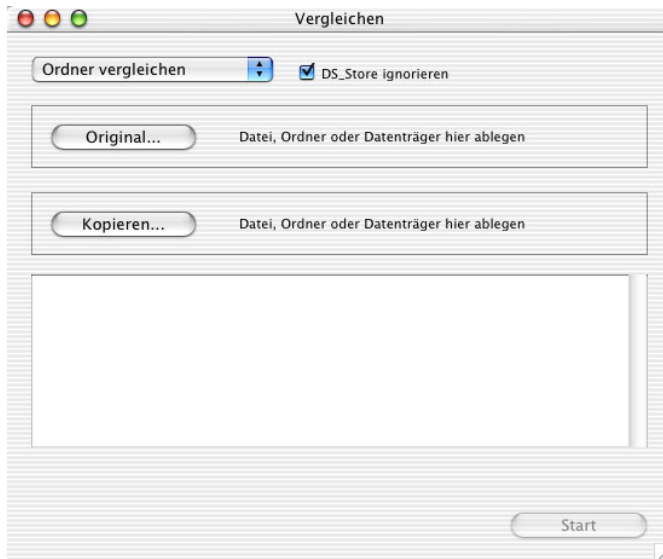 Vergleichen
Ordner vergleichen
DS_Store ignorieren
Original...
Datei, Ordner oder Datenträger hier ablegen
Kopieren...
Datei, Ordner oder Datenträger hier ablegen
Start